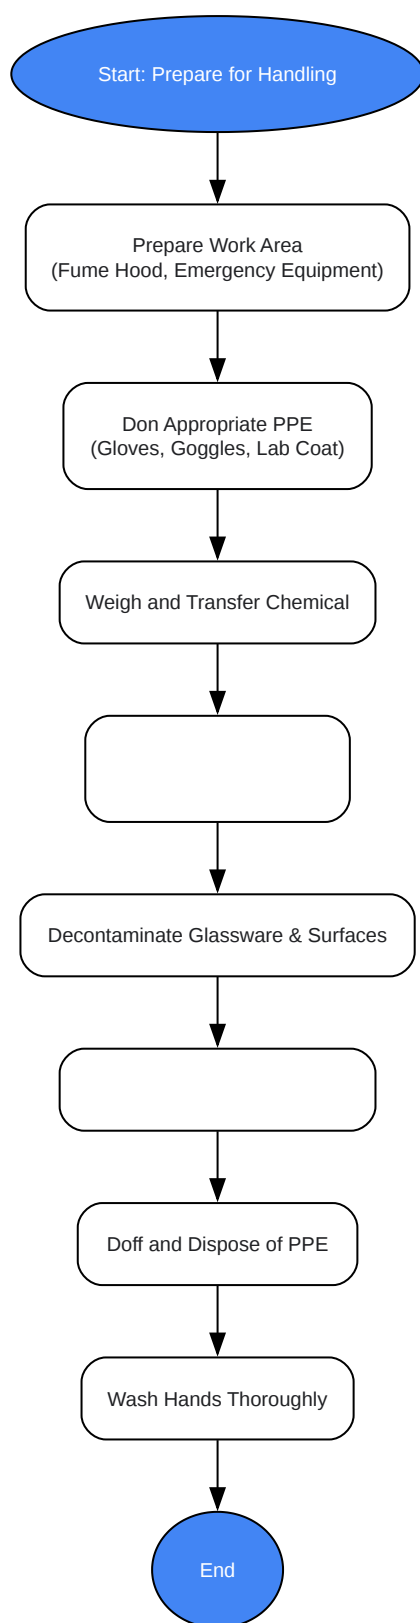 Start: Prepare for Handling
Prepare Work Area
(Fume Hood, Emergency Equipment)
Don Appropriate PPE
(Gloves, Goggles, Lab Coat)
Weigh and Transfer Chemical
Decontaminate Glassware & Surfaces
Doff and Dispose of PPE
Wash Hands Thoroughly
End